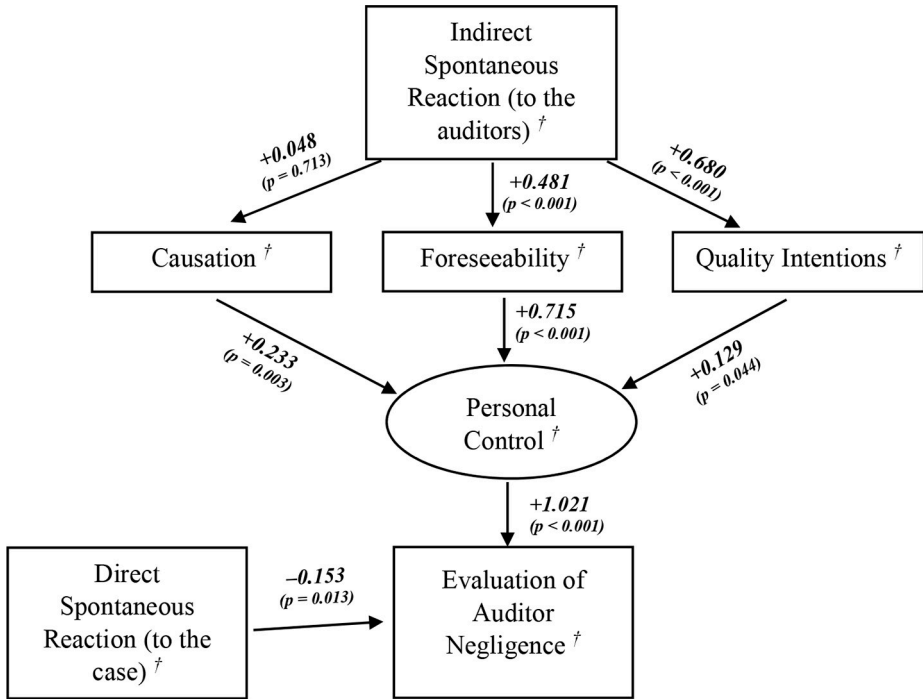 Indirect
Spontaneous
Reaction (to the
auditors) †
+0.048
(p = 0.713)
+0.481
(p < 0.001)
+0.680
(p < 0.001)
Causation †
Foreseeability †
Quality Intentions †
+0.233
(p = 0.003)
+0.715
(p < 0.001)
+0.129
(p = 0.044)
Personal
Control †
+1.021
(p < 0.001)
Direct
Spontaneous
Reaction (to the
case) †
–0.153
(p = 0.013)
Evaluation of
Auditor
Negligence †